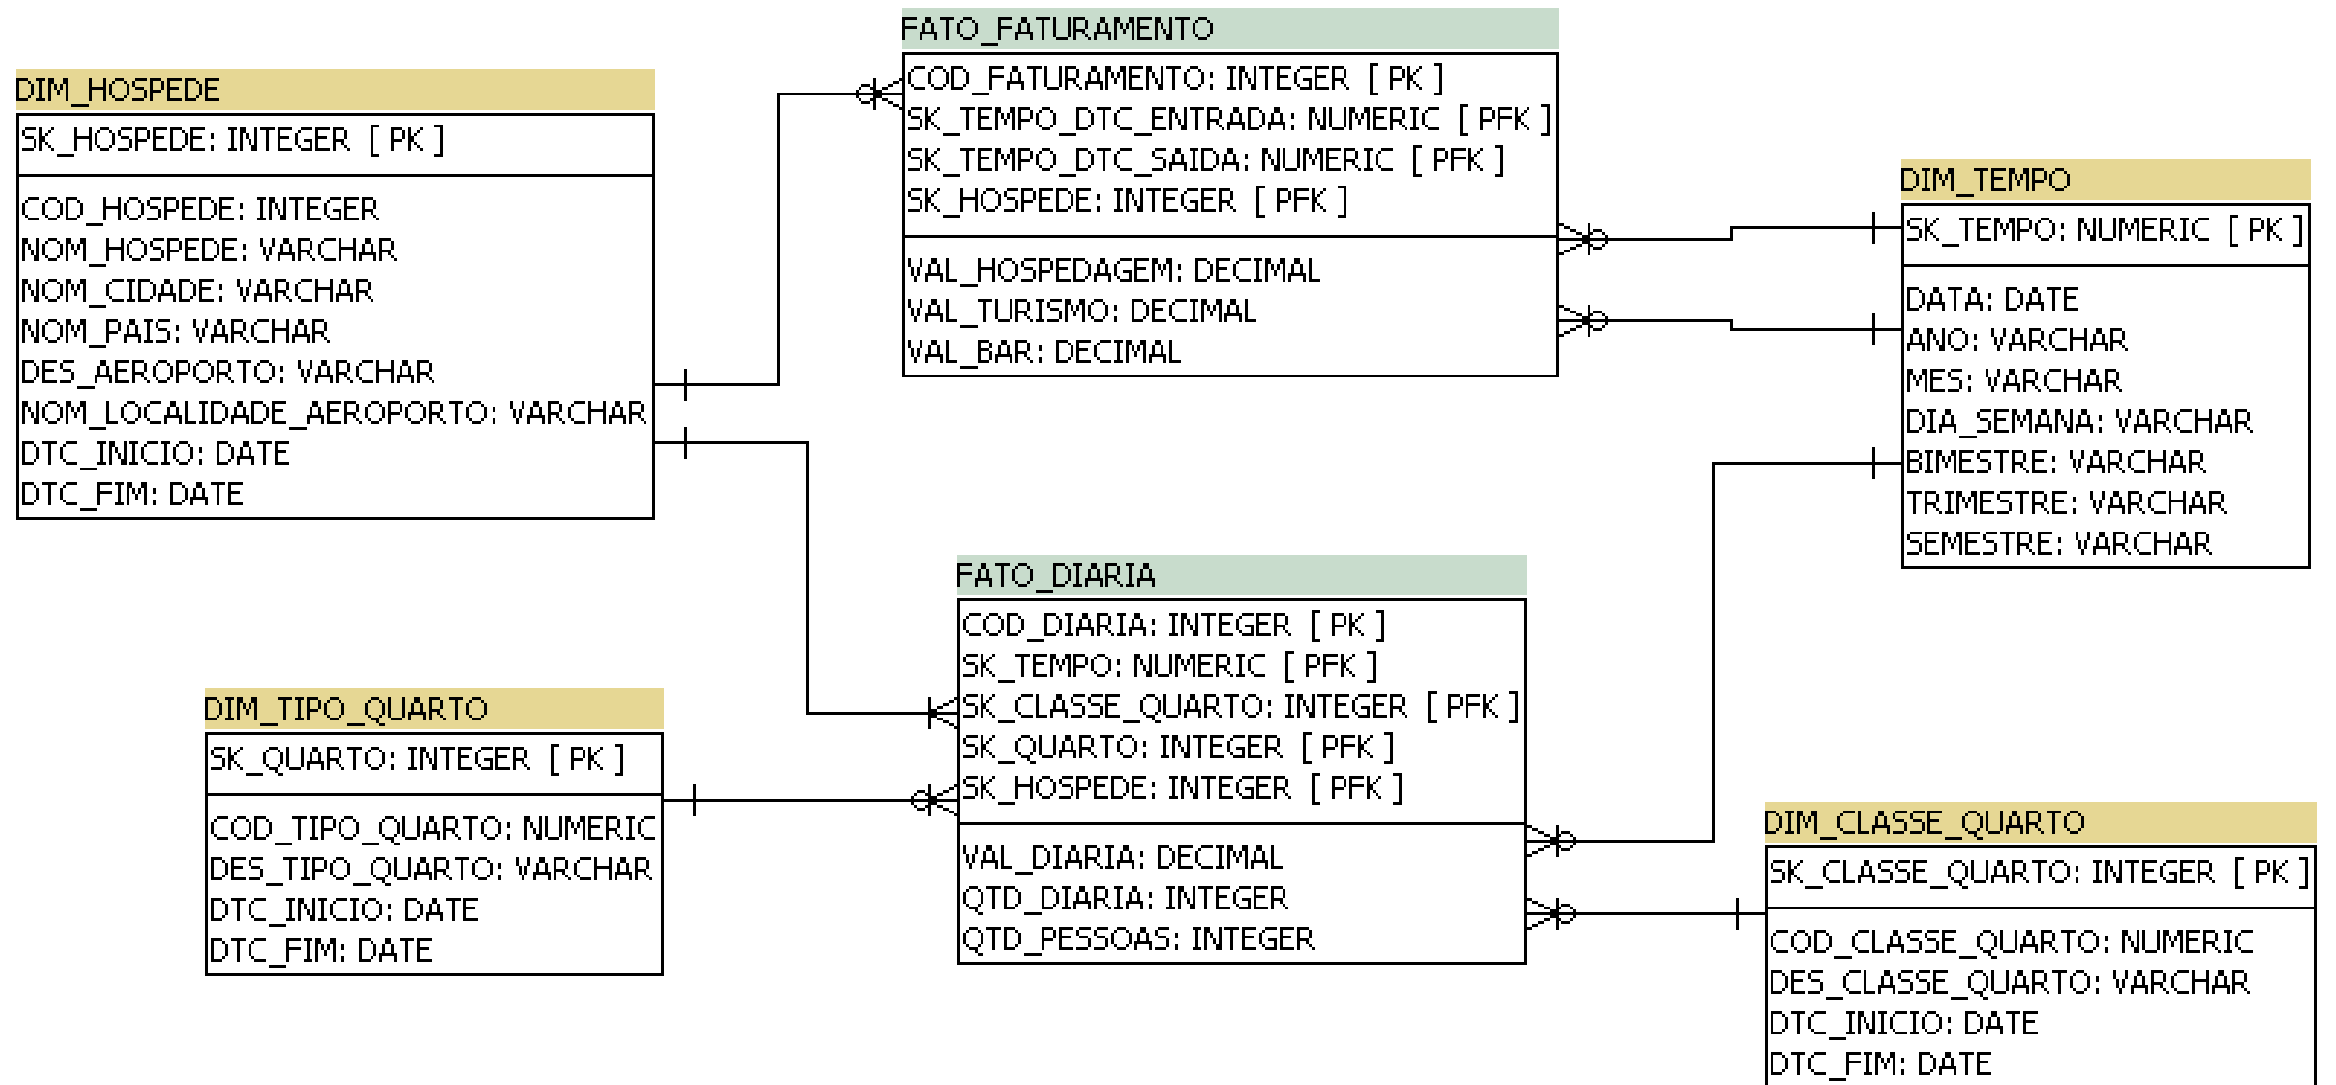 FATO_FATURAMENTO
COD_FATURAMENTO: INTEGER [ PK ]
SK_TEMPO_DTC_ENTRADA: NUMERIC [ PFK ]
SK_TEMPO_DTC_SAIDA: NUMERIC [ PFK ]
SK_HOSPEDE: INTEGER [ PFK ]
VAL_HOSPEDAGEM: DECIMAL
VAL_TURISMO: DECIMAL
VAL_BAR: DECIMAL
DIM_HOSPEDE
SK_HOSPEDE: INTEGER [ PK ]
COD_HOSPEDE: INTEGER
NOM_HOSPEDE: VARCHAR
NOM_CIDADE: VARCHAR
NOM_PAIS: VARCHAR
DES_AEROPORTO: VARCHAR
NOM_LOCALIDADE_AEROPORTO: VARCHAR
DTC_INICIO: DATE
DTC_FIM: DATE
DIM_TEMPO
SK_TEMPO: NUMERIC [ PK ]
DATA: DATE
ANO: VARCHAR
MES: VARCHAR
DIA_SEMANA: VARCHAR
BIMESTRE: VARCHAR
TRIMESTRE: VARCHAR
SEMESTRE: VARCHAR
FATO_DIARIA
COD_DIARIA: INTEGER [ PK ]
SK_TEMPO: NUMERIC [ PFK ]
SK_CLASSE_QUARTO: INTEGER [ PFK ]
SK_QUARTO: INTEGER [ PFK ]
SK_HOSPEDE: INTEGER [ PFK ]
VAL_DIARIA: DECIMAL
QTD_DIARIA: INTEGER
QTD_PESSOAS: INTEGER
DIM_TIPO_QUARTO
SK_QUARTO: INTEGER [ PK ]
COD_TIPO_QUARTO: NUMERIC
DES_TIPO_QUARTO: VARCHAR
DTC_INICIO: DATE
DTC_FIM: DATE
DIM_CLASSE_QUARTO
SK_CLASSE_QUARTO: INTEGER [ PK ]
COD_CLASSE_QUARTO: NUMERIC
DES_CLASSE_QUARTO: VARCHAR
DTC_INICIO: DATE
DTC_FIM: DATE